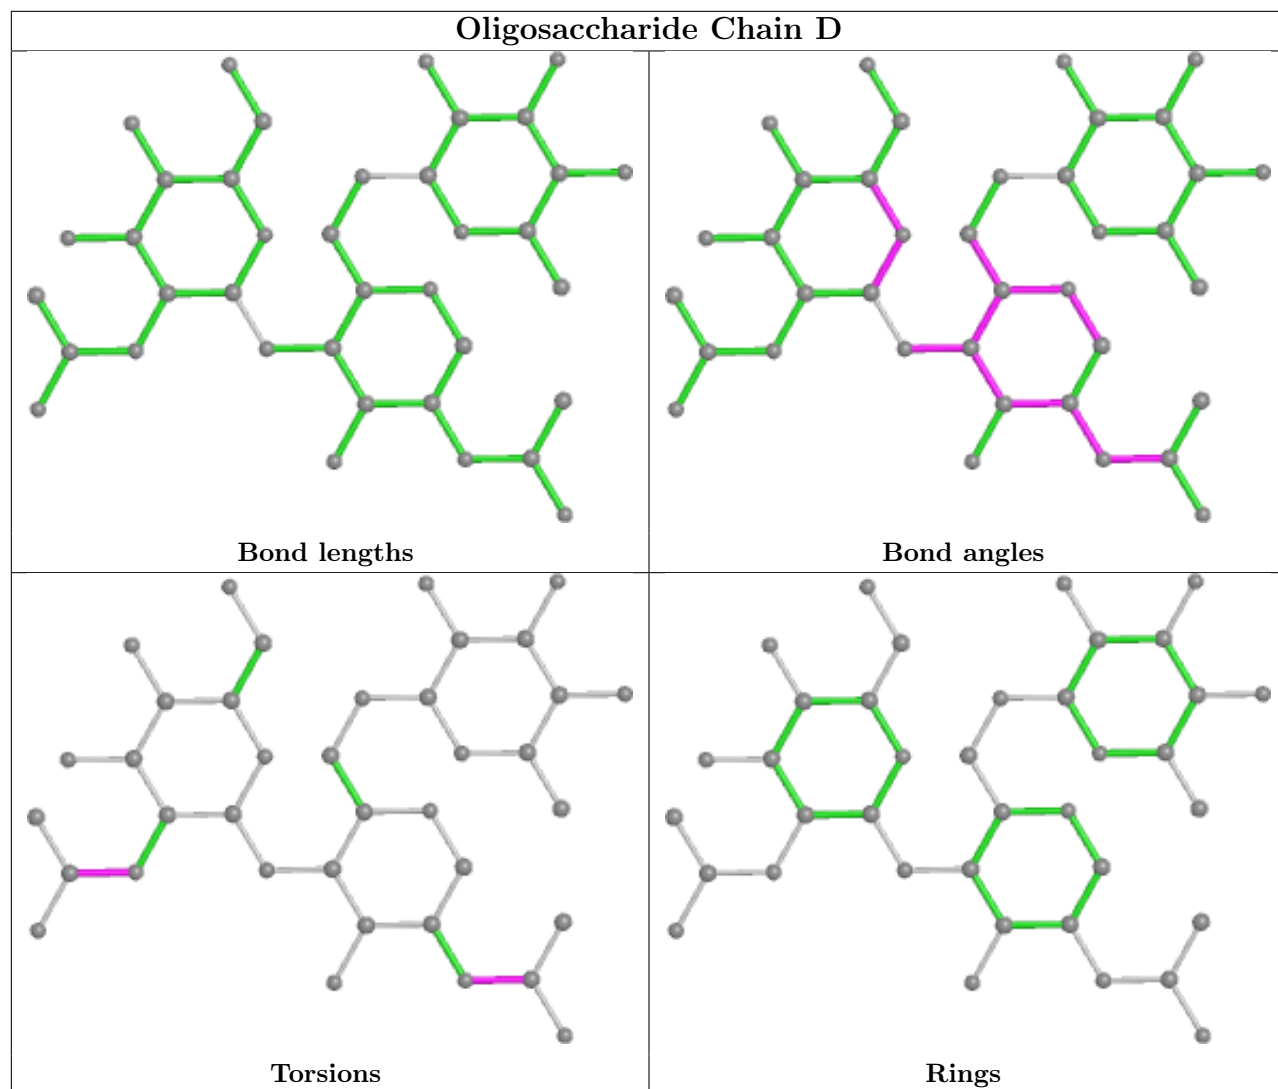 Oligosaccharide Chain D
Bond lengths
Bond angles
Torsions
Rings